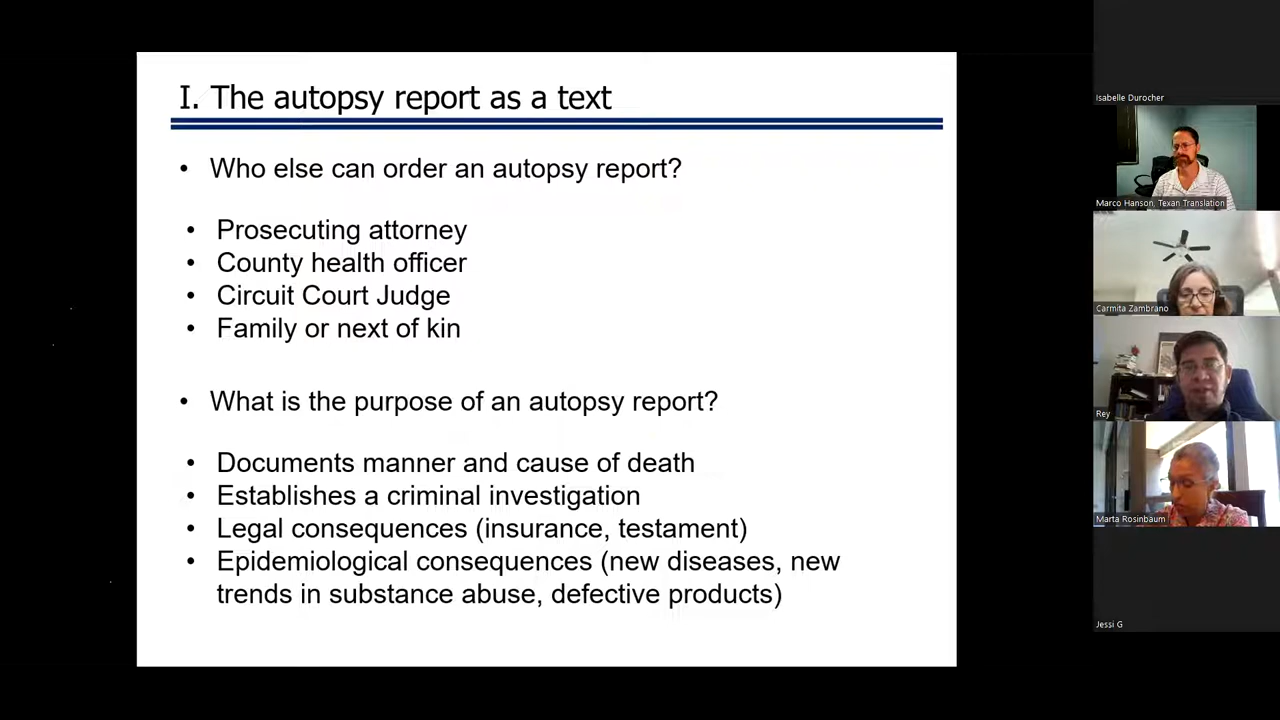 I. The autopsy report as a text
• Who else can order an autopsy report?
• Prosecuting attorney
• County health officer
• Circuit Court Judge
• Family or next of kin
• What is the purpose of an autopsy report?
• Documents manner and cause of death
• Establishes a criminal investigation
• Legal consequences (insurance, testament)
• Epidemiological consequences (new diseases, new
trends in substance abuse, defective products)
Isabelle Durocher
Marco Hanson, Texan Translation
Carmita Zambrano
Rey
Marta Rosinbaum
Jessi G